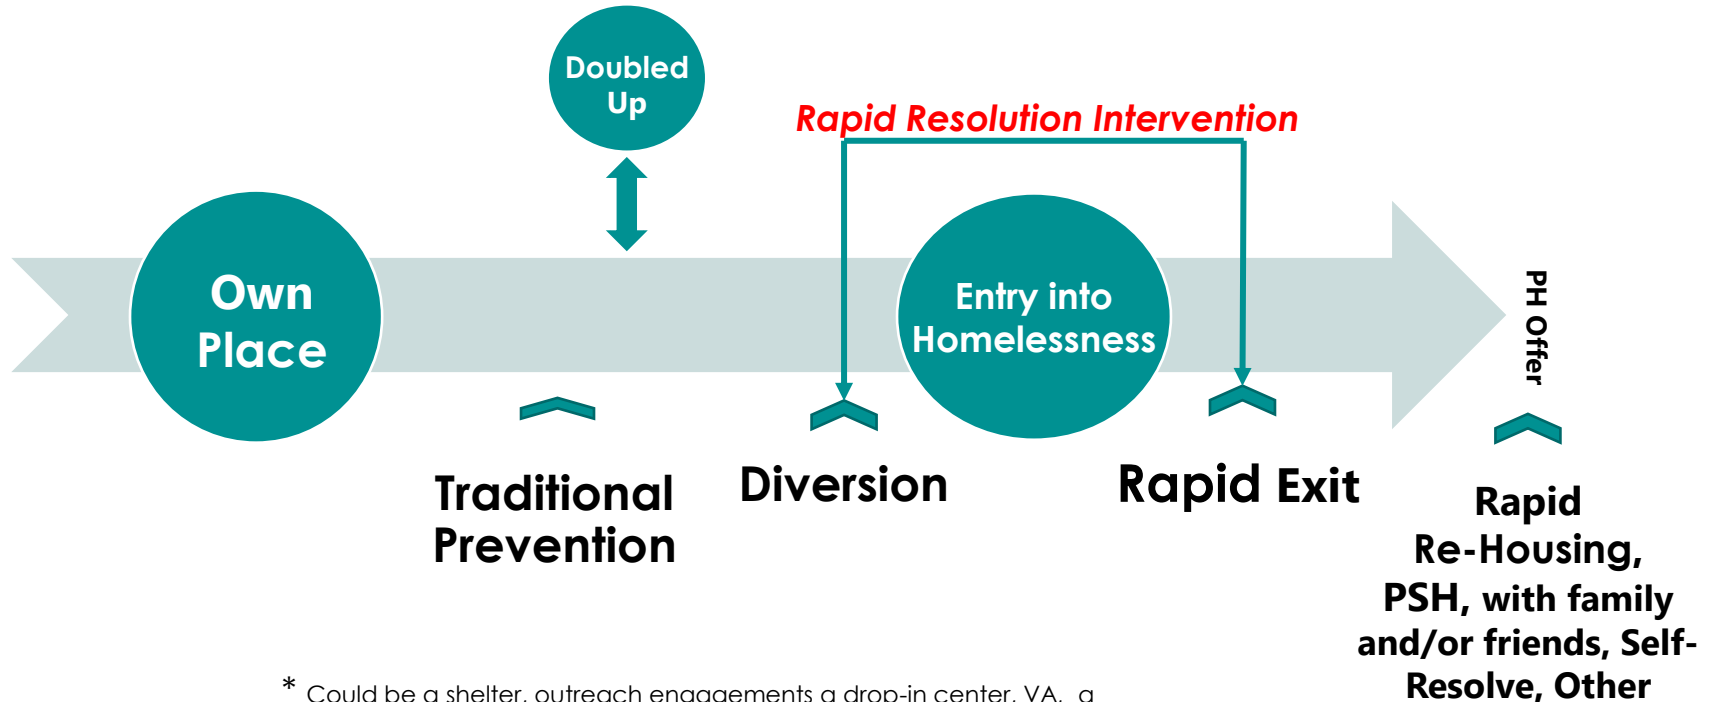 Doubled
Up
Rapid Resolution Intervention
Own
Place
Entry into
Homelessness
PH Offer
Traditional
Prevention
Diversion
Rapid Exit
Rapid
Re-Housing,
PSH, with family
and/or friends, Self-
Resolve, Other
* Could be a shelter, outreach engagements a drop-in center, VA, a